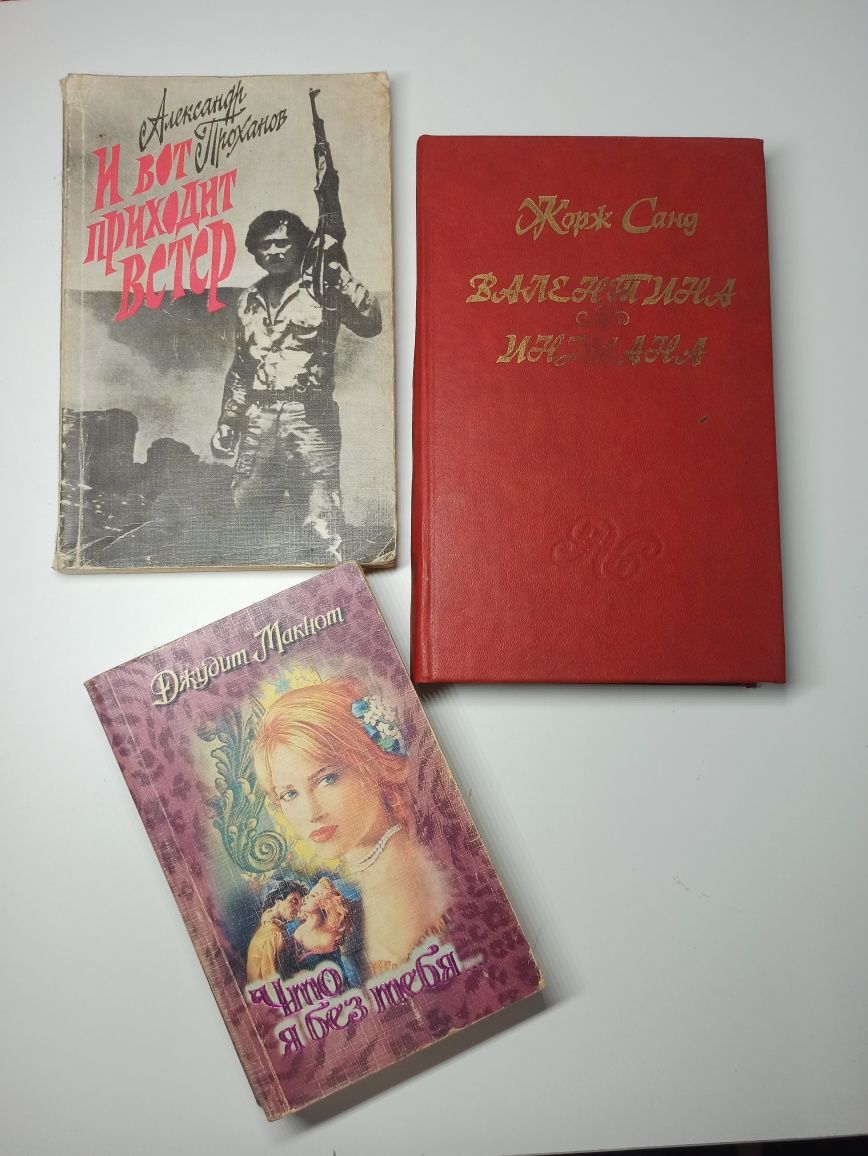 Александр
Проханов
И вот
приходит
ветер
Жорж Санд
ВАЛЕНТИНА
ИНДИАНА
Джудит Макнот
Что
я без тебя...